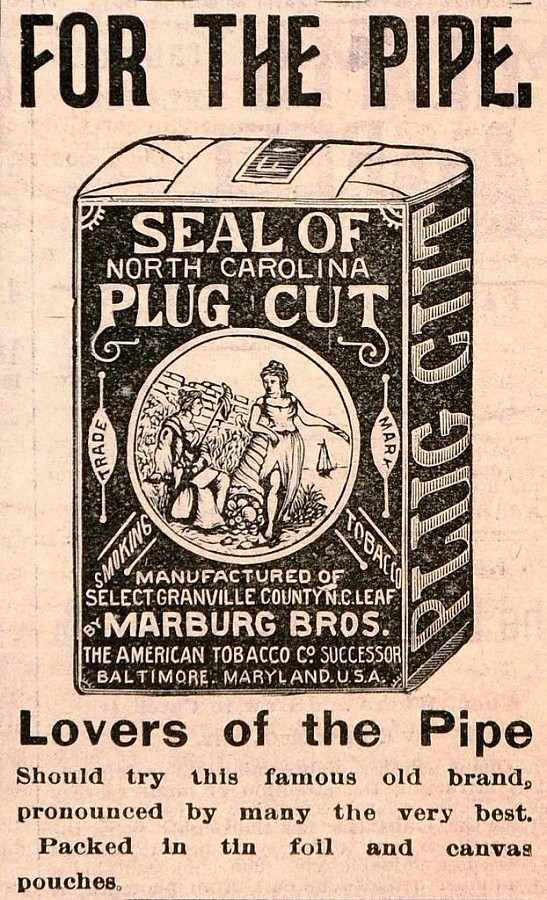 FOR THE PIPE.
SEAL OF
NORTH CAROLINA
PLUG CUT
TRADE
MARK
SMOKING
TOBACCO
MANUFACTURED OF
SELECT GRANVILLE COUNTY N.C. LEAF
BY MARBURG BROS.
THE AMERICAN TOBACCO CO SUCCESSOR
BALTIMORE. MARYLAND. U.S.A.
PLUG CUT
Lovers of the Pipe
Should try this famous old brand,
pronounced by many the very best.
Packed in tin foil and canvas
pouches.